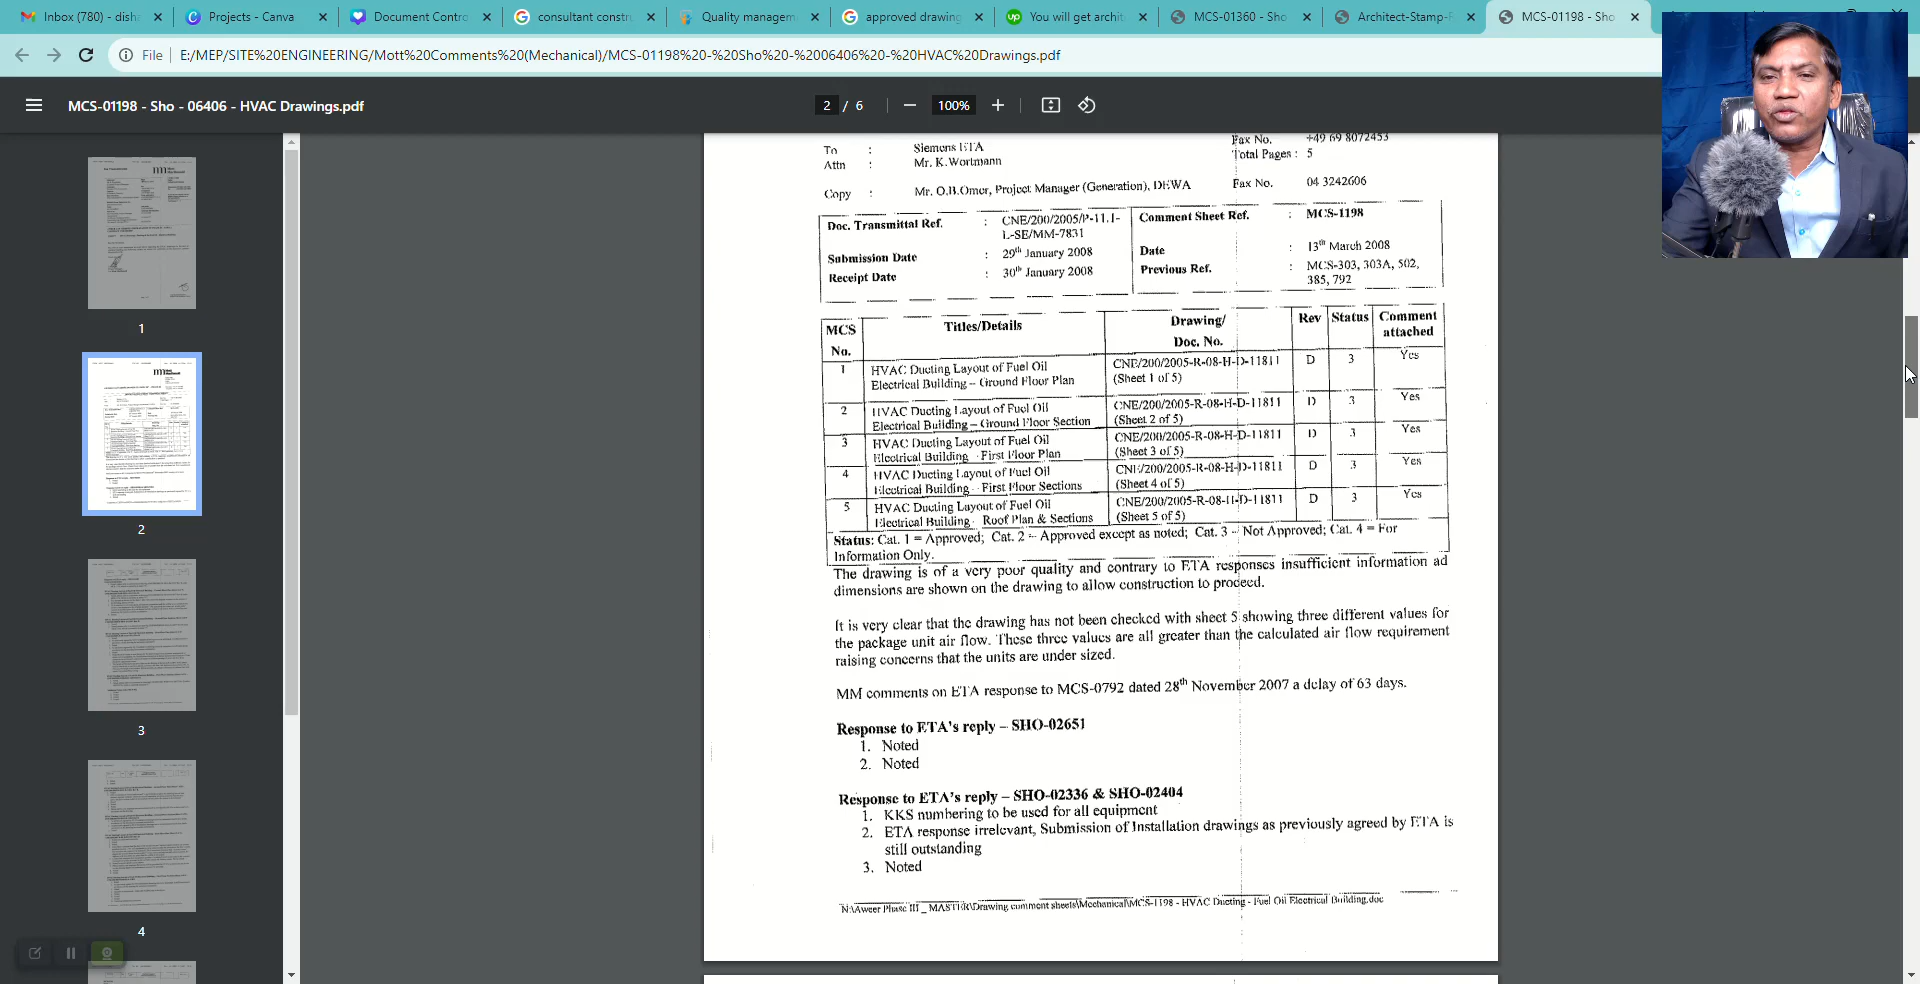 Inbox (780) - disha
Projects - Canva
Document Contro
consultant constru
Quality managem
approved drawing
You will get archit
MCS-01360 - Sho
Architect-Stamp-F
MCS-01198 - Sho
File
E:/MEP/SITE%20ENGINEERING/Mott%20Comments%20(Mechanical)/MCS-01198%20-%20Sho%20-%2006406%20-%20HVAC%20Drawings.pdf
MCS-01198 - Sho - 06406 - HVAC Drawings.pdf
2 / 6
100%
1
2
3
4
To : Siemens ETA
Fax No. +49 69 8072453
Attn : Mr. K.Wortmann
Total Pages : 5
Copy : Mr. O.B.Omer, Project Manager (Generation), DEWA
Fax No. 04 3242606
Doc. Transmittal Ref. : CNE/200/2005/P-11.1-
L-SE/MM-7831
Comment Sheet Ref. : MCS-1198
Submission Date : 29th January 2008
Date : 13th March 2008
Receipt Date : 30th January 2008
Previous Ref. : MCS-303, 303A, 502,
385, 792
MCS
No.
Titles/Details
Drawing/
Doc. No.
Rev
Status
Comment
attached
1 HVAC Ducting Layout of Fuel Oil CNE/200/2005-R-08-H-D-11811 D 3 Yes
Electrical Building – Ground Floor Plan (Sheet 1 of 5)
2 HVAC Ducting Layout of Fuel Oil CNE/200/2005-R-08-H-D-11811 D 3 Yes
Electrical Building – Ground Floor Section (Sheet 2 of 5)
3 HVAC Ducting Layout of Fuel Oil CNE/200/2005-R-08-H-D-11811 D 3 Yes
Electrical Building - First Floor Plan (Sheet 3 of 5)
4 HVAC Ducting Layout of Fuel Oil CNE/200/2005-R-08-H-D-11811 D 3 Yes
Electrical Building - First Floor Sections (Sheet 4 of 5)
5 HVAC Ducting Layout of Fuel Oil CNE/200/2005-R-08-H-D-11811 D 3 Yes
Electrical Building- Roof Plan & Sections (Sheet 5 of 5)
Status: Cat. 1 = Approved; Cat. 2 – Approved except as noted; Cat. 3 – Not Approved; Cat. 4 = For
Information Only.
The drawing is of a very poor quality and contrary to ETA responses insufficient information ad
dimensions are shown on the drawing to allow construction to proceed.
It is very clear that the drawing has not been checked with sheet 5 showing three different values for
the package unit air flow. These three values are all greater than the calculated air flow requirement
raising concerns that the units are under sized.
MM comments on ETA response to MCS-0792 dated 28th November 2007 a delay of 63 days.
Response to ETA's reply – SHO-02651
1. Noted
2. Noted
Response to ETA's reply – SHO-02336 & SHO-02404
1. KKS numbering to be used for all equipment
2. ETA response irrelevant, Submission of Installation drawings as previously agreed by ETA is
still outstanding
3. Noted
N:\Aweer Phase III _ MASTER\Drawing comment sheets\Mechanical\MCS-1198 - HVAC Ducting - Fuel Oil Electrical Building.doc